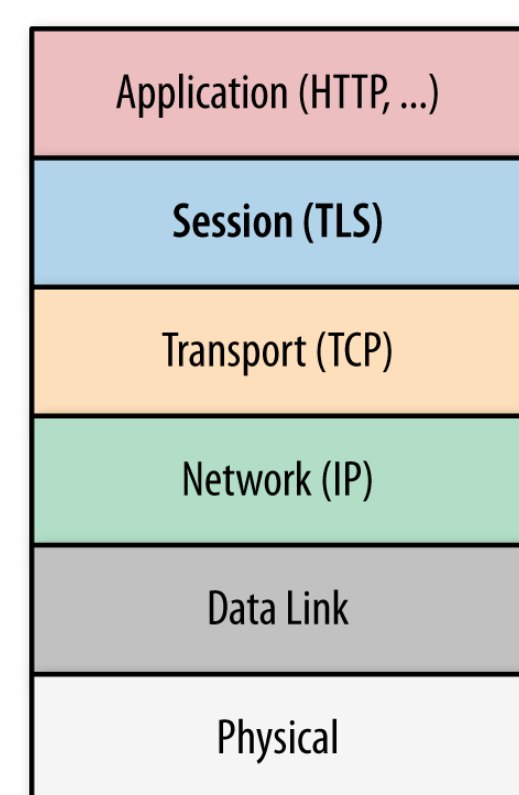 Application (HTTP, ...)
Session (TLS)
Transport (TCP)
Network (IP)
Data Link
Physical